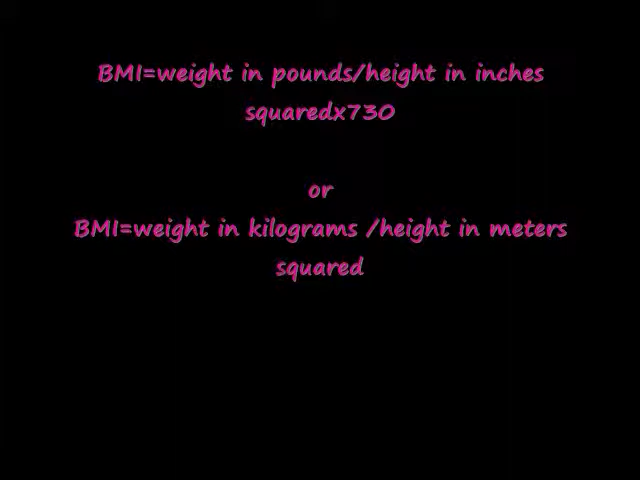 BMI=weight in pounds/height in inches
squaredx730
or
BMI=weight in kilograms /height in meters
squared